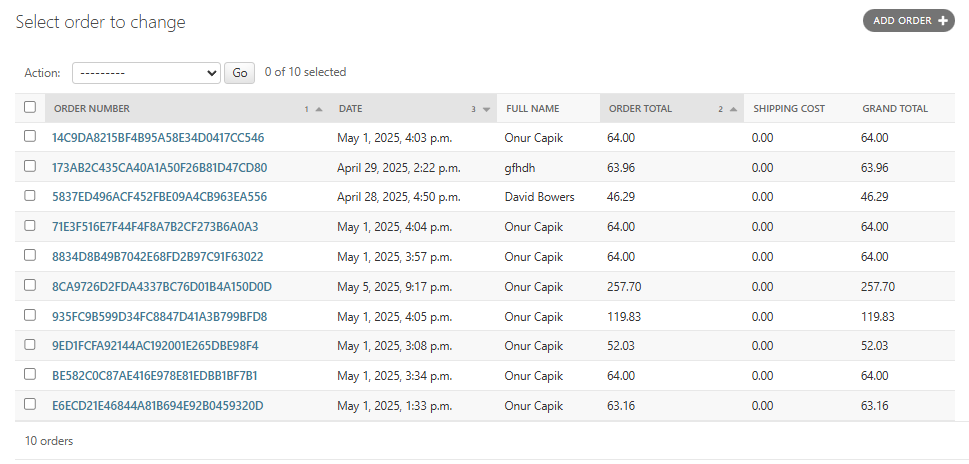 Select order to change
ADD ORDER +
Action: --------- Go 0 of 10 selected
ORDER NUMBER 1 DATE 3 FULL NAME ORDER TOTAL 2 SHIPPING COST GRAND TOTAL
14C9DA8215BF4B95A58E34D0417CC546 May 1, 2025, 4:03 p.m. Onur Capik 64.00 0.00 64.00
173AB2C435CA40A1A50F26B81D47CD80 April 29, 2025, 2:22 p.m. gfhdh 63.96 0.00 63.96
5837ED496ACF452FBE09A4CB963EA556 April 28, 2025, 4:50 p.m. David Bowers 46.29 0.00 46.29
71E3F516E7F44F4F8A7B2CF273B6A0A3 May 1, 2025, 4:04 p.m. Onur Capik 64.00 0.00 64.00
8834D8B49B7042E68FD2B97C91F63022 May 1, 2025, 3:57 p.m. Onur Capik 64.00 0.00 64.00
8CA9726D2FDA4337BC76D01B4A150D0D May 5, 2025, 9:17 p.m. Onur Capik 257.70 0.00 257.70
935FC9B599D34FC8847D41A3B799BFD8 May 1, 2025, 4:05 p.m. Onur Capik 119.83 0.00 119.83
9ED1FCFA92144AC192001E265DBE98F4 May 1, 2025, 3:08 p.m. Onur Capik 52.03 0.00 52.03
BE582C0C87AE416E978E81EDBB1BF7B1 May 1, 2025, 3:34 p.m. Onur Capik 64.00 0.00 64.00
E6ECD21E46844A81B694E92B0459320D May 1, 2025, 1:33 p.m. Onur Capik 63.16 0.00 63.16
10 orders